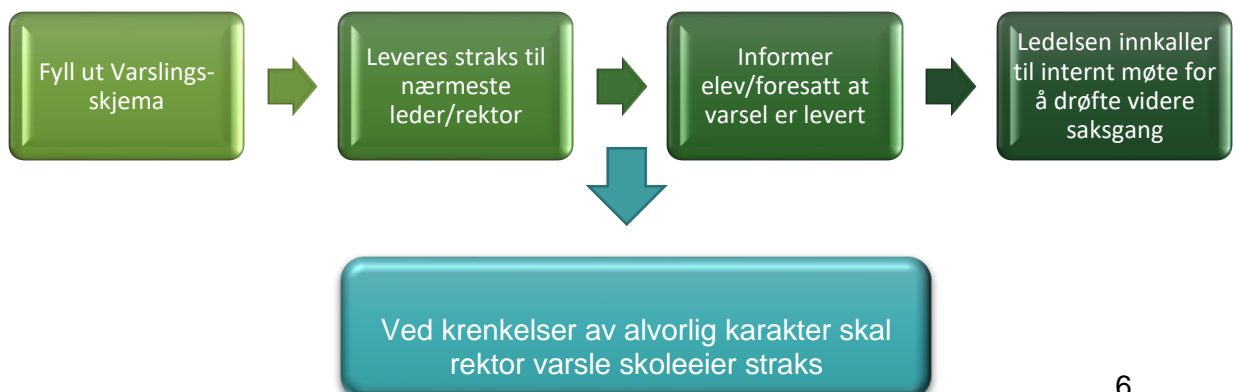 Fyll ut Varslings-
skjema
Leveres straks til
nærmeste
leder/rektor
Informer
elev/foresatt at
varsel er levert
Ledelsen innkaller
til internt møte for
å drøfte videre
saksgang
Ved krenkelser av alvorlig karakter skal
rektor varsle skoleeier straks
6